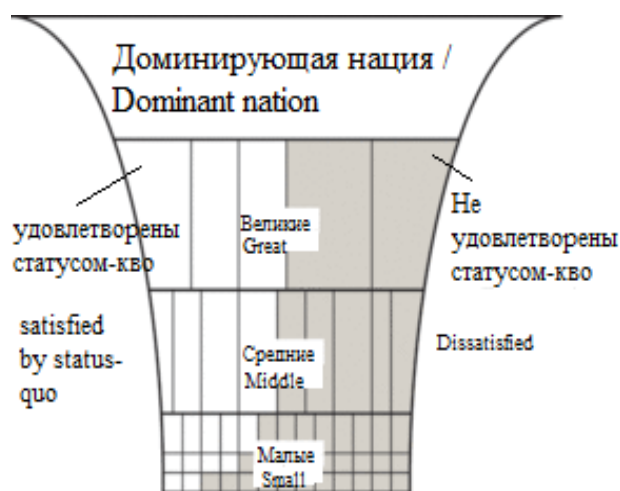 Доминирующая нация /
Dominant nation
удовлетворены
статусом-кво
Великие
Great
Не
удовлетворены
статусом-кво
satisfied
by status-
quo
Средние
Middle
Dissatisfied
Малые
Small